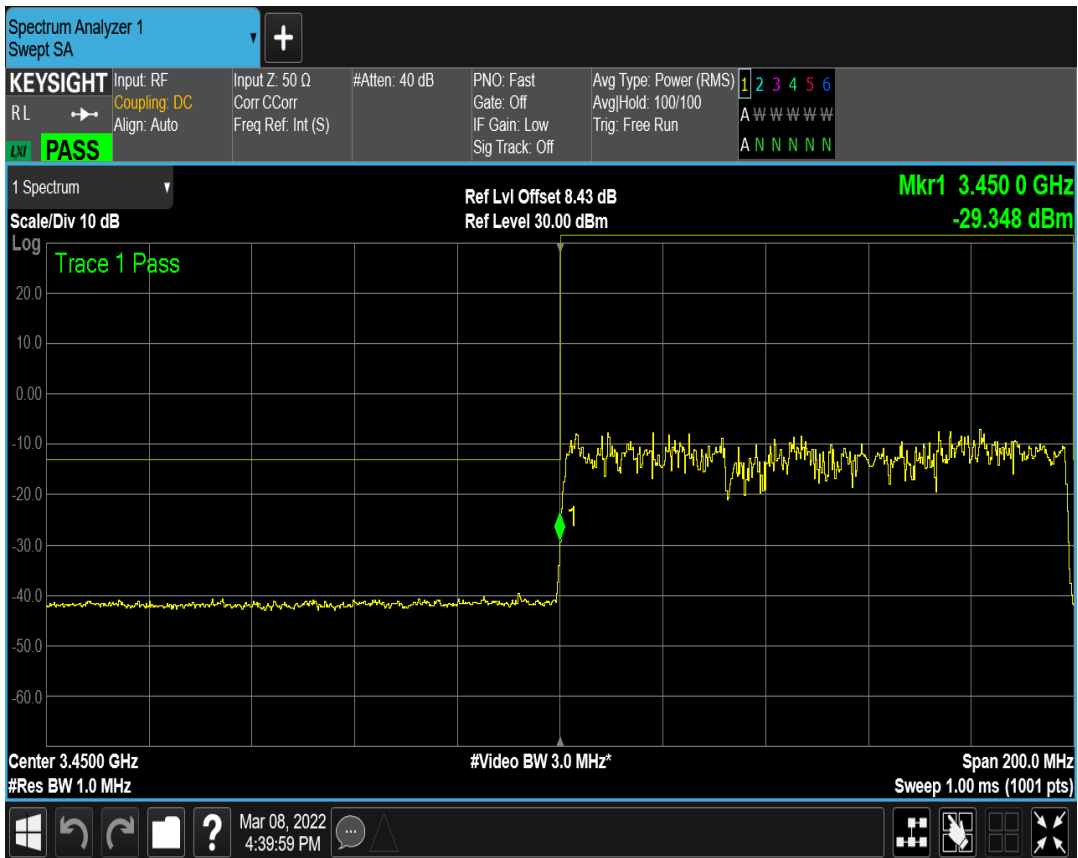 Spectrum Analyzer 1
Swept SA
+
KEYSIGHT
R L
LXI PASS
Input: RF
Coupling: DC
Align: Auto
Input Z: 50 Ω
Corr CCorr
Freq Ref: Int (S)
#Atten: 40 dB
PNO: Fast
Gate: Off
IF Gain: Low
Sig Track: Off
Avg Type: Power (RMS)
Avg|Hold: 100/100
Trig: Free Run
1 2 3 4 5 6
A W W W W W
A N N N N N
1 Spectrum
Scale/Div 10 dB
Ref Lvl Offset 8.43 dB
Ref Level 30.00 dBm
Mkr1 3.450 0 GHz
-29.348 dBm
Log
Trace 1 Pass
20.0
10.0
0.00
-10.0
-20.0
1
-30.0
-40.0
-50.0
-60.0
Center 3.4500 GHz
#Res BW 1.0 MHz
#Video BW 3.0 MHz*
Span 200.0 MHz
Sweep 1.00 ms (1001 pts)
?
Mar 08, 2022
4:39:59 PM